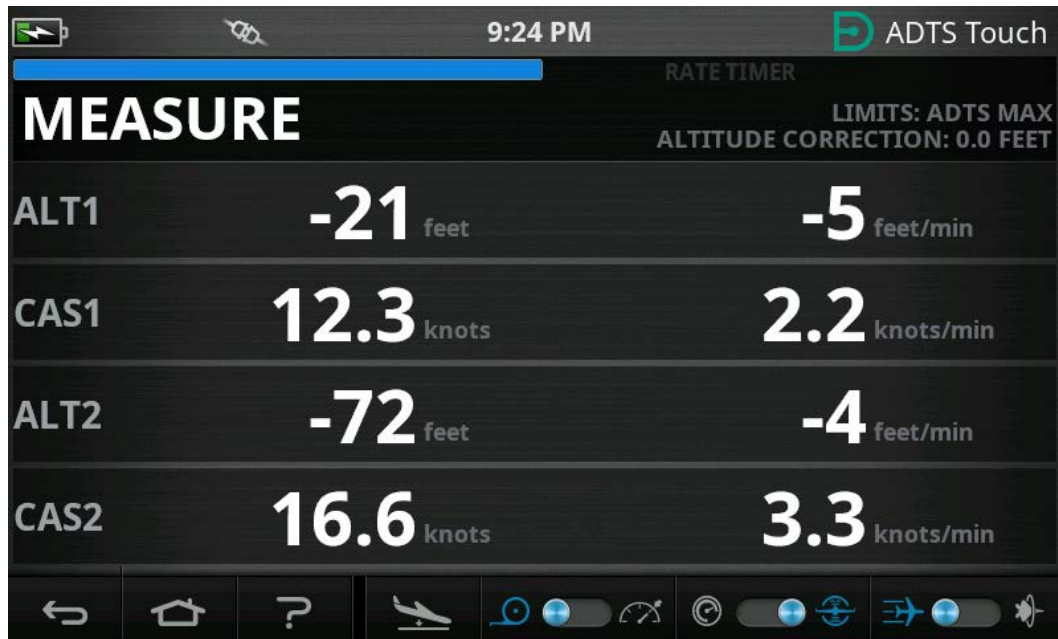 9:24 PM ADTS Touch
RATE TIMER
MEASURE
LIMITS: ADTS MAX
ALTITUDE CORRECTION: 0.0 FEET
ALT1 -21 feet -5 feet/min
CAS1 12.3 knots 2.2 knots/min
ALT2 -72 feet -4 feet/min
CAS2 16.6 knots 3.3 knots/min
?